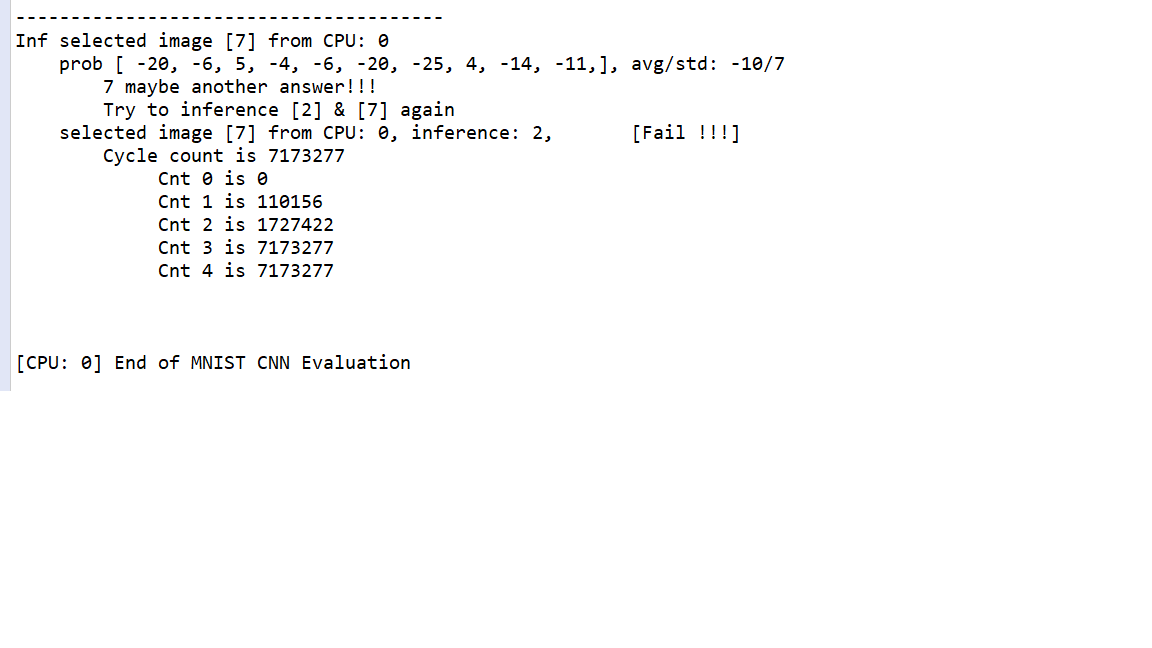 ---------------------------------------
Inf selected image [7] from CPU: 0
    prob [ -20, -6, 5, -4, -6, -20, -25, 4, -14, -11,], avg/std: -10/7
        7 maybe another answer!!!
        Try to inference [2] & [7] again
    selected image [7] from CPU: 0, inference: 2,       [Fail !!!]
        Cycle count is 7173277
             Cnt 0 is 0
             Cnt 1 is 110156
             Cnt 2 is 1727422
             Cnt 3 is 7173277
             Cnt 4 is 7173277
[CPU: 0] End of MNIST CNN Evaluation